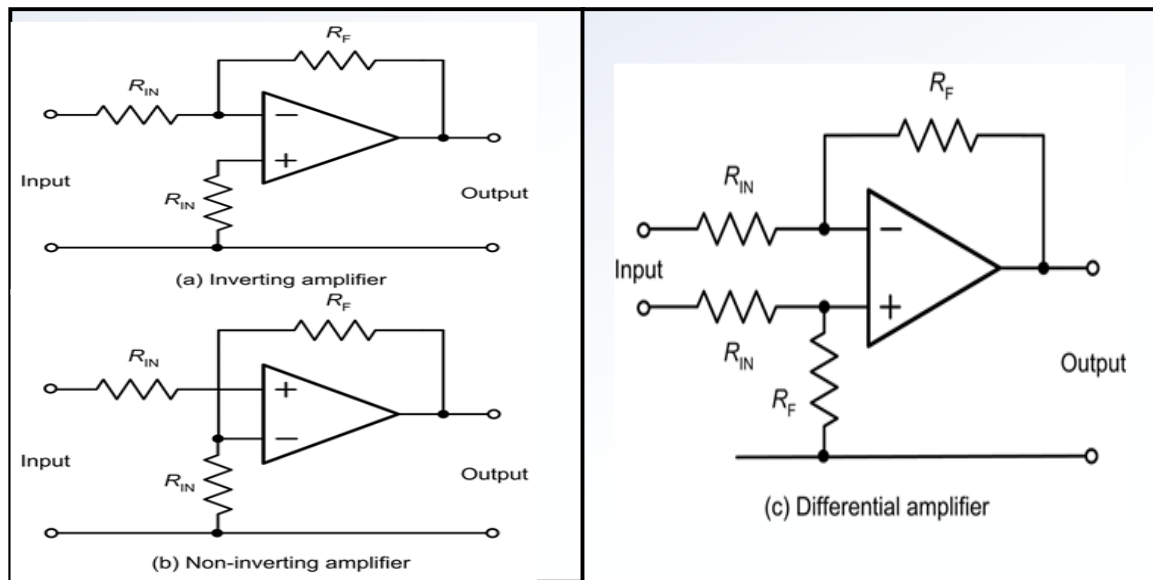 R_F
R_IN
−
+
Input
R_IN
Output
(a) Inverting amplifier
R_F
R_IN
+
−
Input
R_IN
Output
(b) Non-inverting amplifier
R_F
R_IN
−
Input
+
R_IN
Output
R_F
(c) Differential amplifier